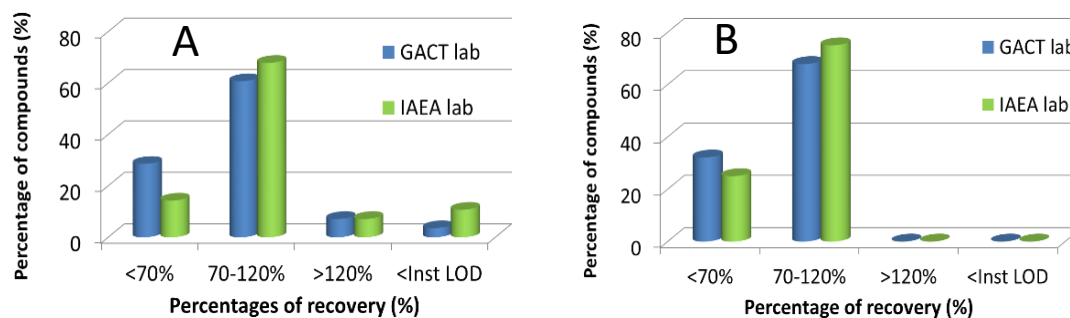 A
Percentage of compounds (%)
80
60
40
20
0
GACT lab
IAEA lab
<70%
70-120%
>120%
<Inst LOD
Percentages of recovery (%)
B
Percentage of compounds (%)
80
60
40
20
0
GACT lab
IAEA lab
<70%
70-120%
>120%
<Inst LOD
Percentage of recovery (%)